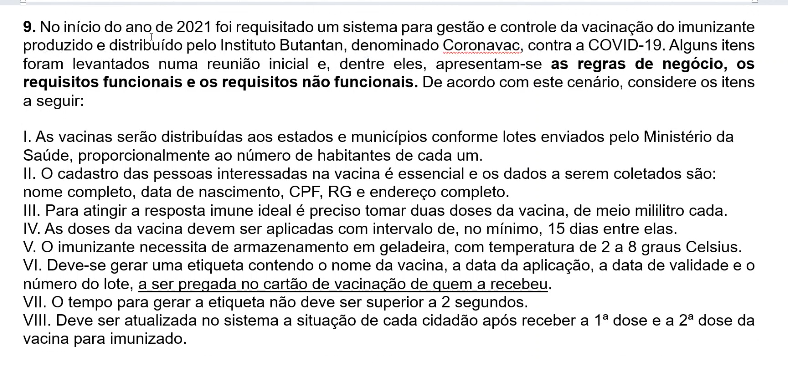 9. No início do ano de 2021 foi requisitado um sistema para gestão e controle da vacinação do imunizante
produzido e distribuído pelo Instituto Butantan, denominado Coronavac, contra a COVID-19. Alguns itens
foram levantados numa reunião inicial e, dentre eles, apresentam-se as regras de negócio, os
requisitos funcionais e os requisitos não funcionais. De acordo com este cenário, considere os itens
a seguir:
I. As vacinas serão distribuídas aos estados e municípios conforme lotes enviados pelo Ministério da
Saúde, proporcionalmente ao número de habitantes de cada um.
II. O cadastro das pessoas interessadas na vacina é essencial e os dados a serem coletados são:
nome completo, data de nascimento, CPF, RG e endereço completo.
III. Para atingir a resposta imune ideal é preciso tomar duas doses da vacina, de meio mililitro cada.
IV. As doses da vacina devem ser aplicadas com intervalo de, no mínimo, 15 dias entre elas.
V. O imunizante necessita de armazenamento em geladeira, com temperatura de 2 a 8 graus Celsius.
VI. Deve-se gerar uma etiqueta contendo o nome da vacina, a data da aplicação, a data de validade e o
número do lote, a ser pregada no cartão de vacinação de quem a recebeu.
VII. O tempo para gerar a etiqueta não deve ser superior a 2 segundos.
VIII. Deve ser atualizada no sistema a situação de cada cidadão após receber a 1ª dose e a 2ª dose da
vacina para imunizado.